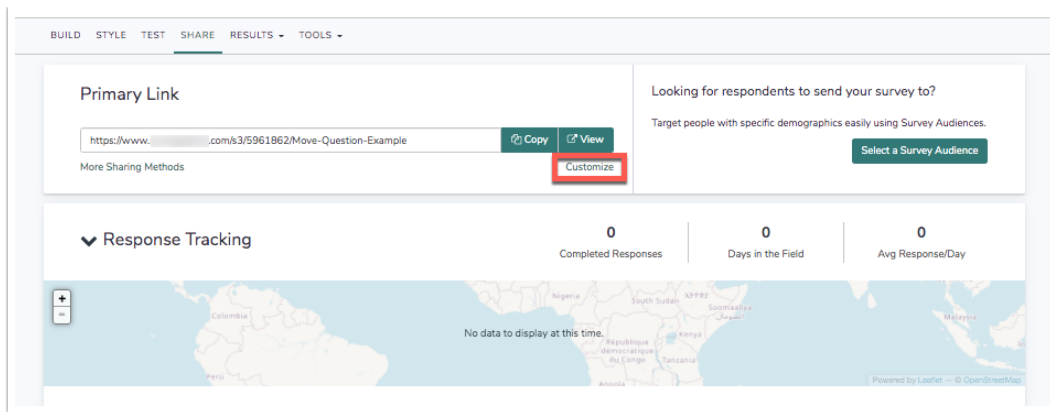 BUILD STYLE TEST SHARE RESULTS TOOLS
Primary Link
https://www. .com/s3/5961862/Move-Question-Example
Copy
View
More Sharing Methods
Customize
Looking for respondents to send your survey to?
Target people with specific demographics easily using Survey Audiences.
Select a Survey Audience
Response Tracking
0
Completed Responses
0
Days in the Field
0
Avg Response/Day
+
-
Colombia
Perú
Nigeria
South Sudan
Soomaaliya
Malaysia
No data to display at this time.
Kenya
République
démocratique
du Congo
Tanzania
Angola
Powered by Leaflet — © OpenStreetMap